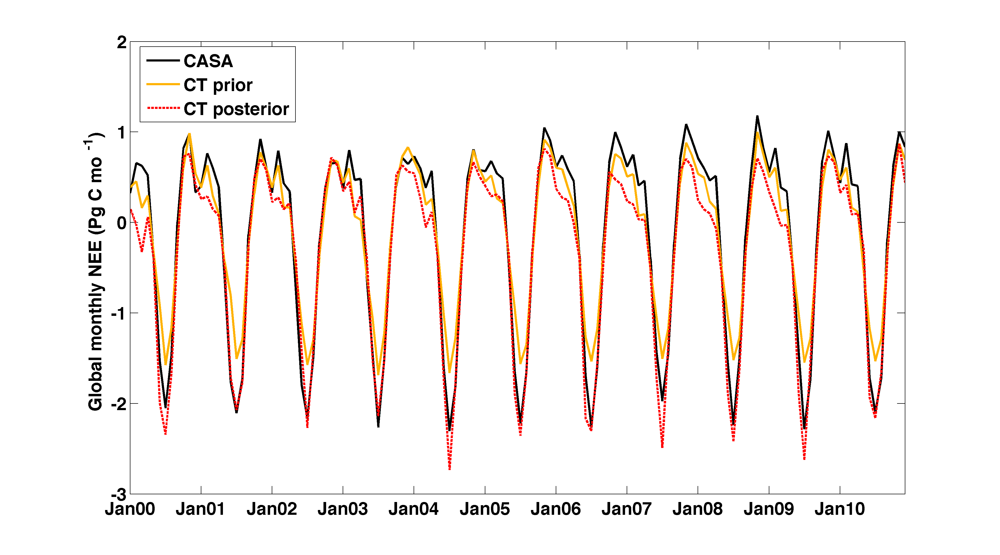 2
1
0
-1
-2
-3
Global monthly NEE (Pg C mo -1)
CASA
CT prior
CT posterior
Jan00 Jan01 Jan02 Jan03 Jan04 Jan05 Jan06 Jan07 Jan08 Jan09 Jan10